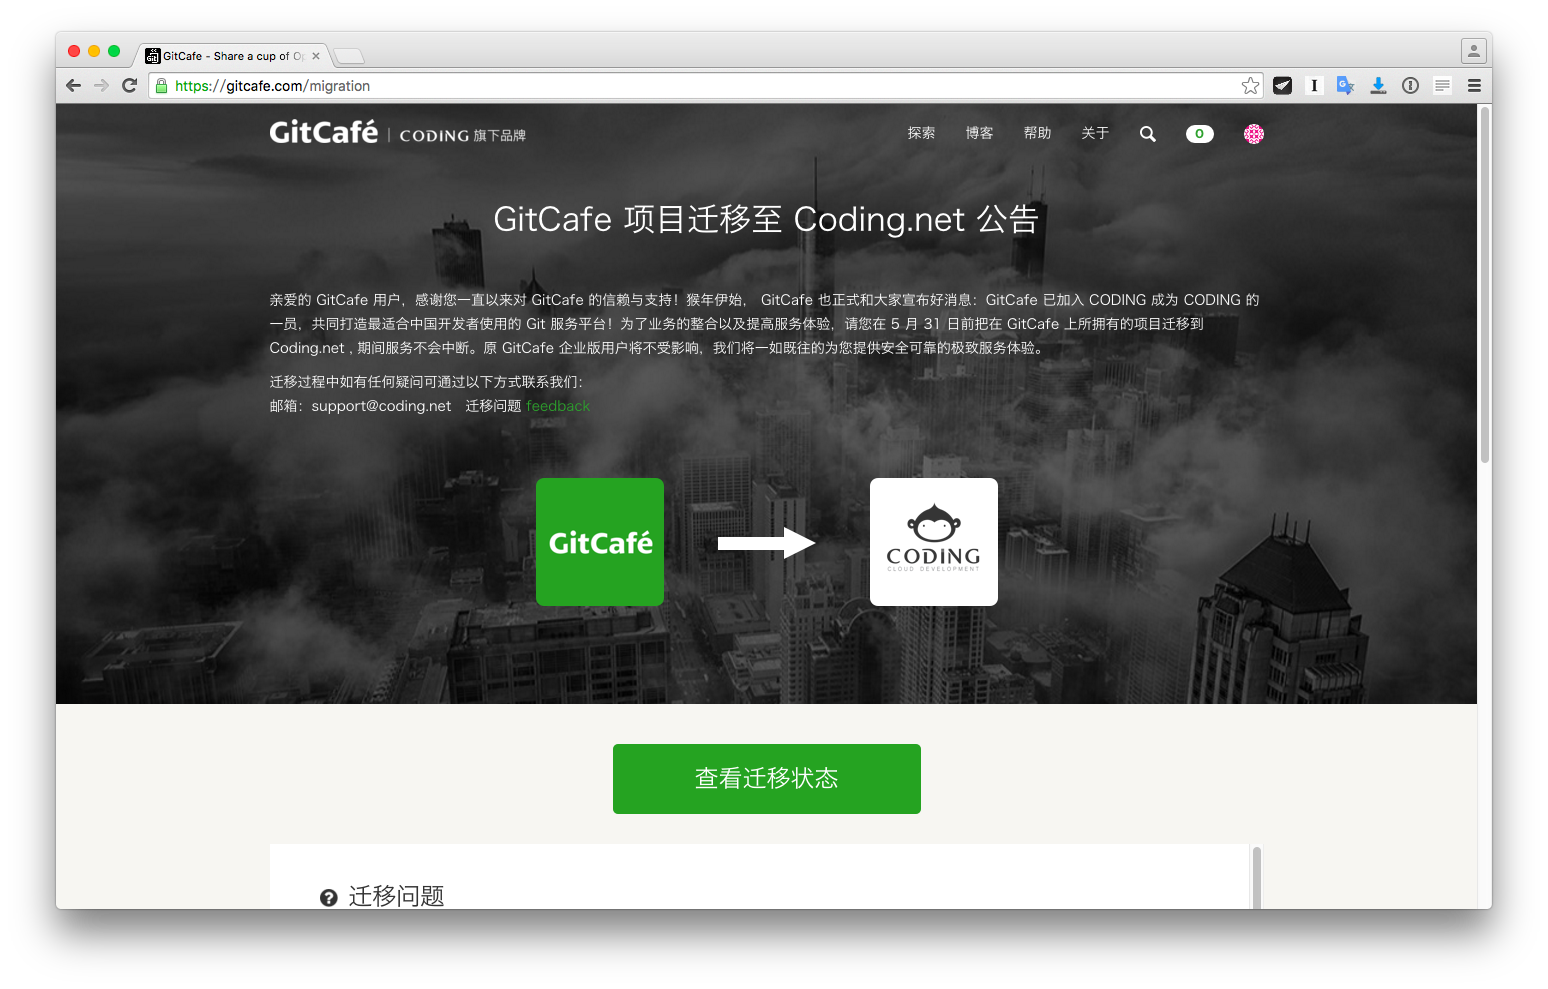 GitCafe - Share a cup of Op
https://gitcafe.com/migration
GitCafé | CODING 旗下品牌
探索 博客 帮助 关于 0
GitCafe 项目迁移至 Coding.net 公告
亲爱的 GitCafe 用户，感谢您一直以来对 GitCafe 的信赖与支持！猴年伊始， GitCafe 也正式和大家宣布好消息：GitCafe 已加入 CODING 成为 CODING 的
一员，共同打造最适合中国开发者使用的 Git 服务平台！为了业务的整合以及提高服务体验，请您在 5 月 31 日前把在 GitCafe 上所拥有的项目迁移到
Coding.net , 期间服务不会中断。原 GitCafe 企业版用户将不受影响，我们将一如既往的为您提供安全可靠的极致服务体验。
迁移过程中如有任何疑问可通过以下方式联系我们：
邮箱：support@coding.net 迁移问题 feedback
GitCafé
CODING
CLOUD DEVELOPMENT
查看迁移状态
迁移问题